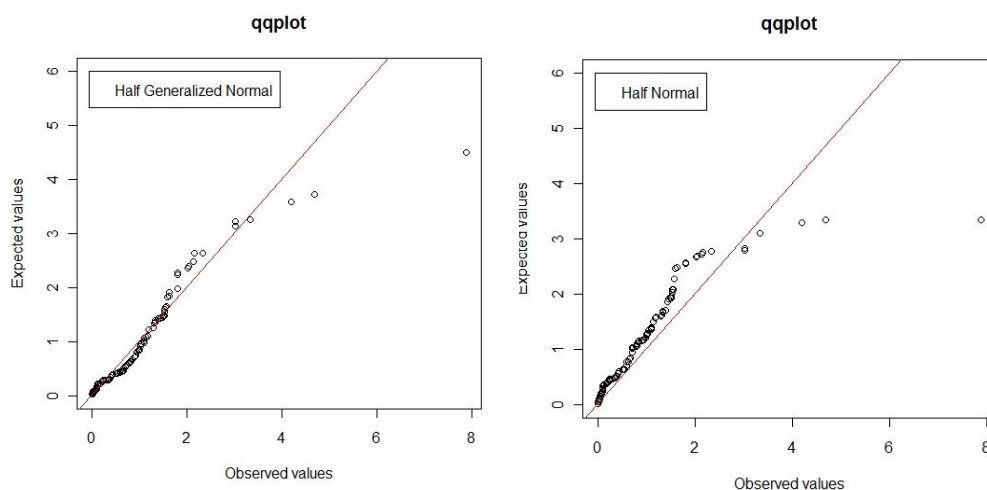 qqplot
Half Generalized Normal
6
5
4
3
2
1
0
Expected values
0 2 4 6 8
Observed values
qqplot
Half Normal
6
5
4
3
2
1
0
Expected values
0 2 4 6 8
Observed values